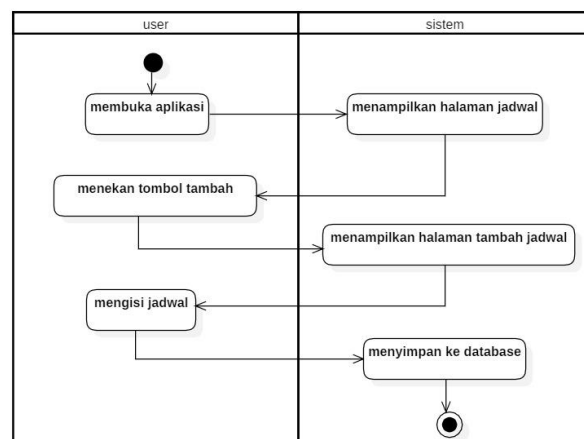 user
sistem
membuka aplikasi
menampilkan halaman jadwal
menekan tombol tambah
menampilkan halaman tambah jadwal
mengisi jadwal
menyimpan ke database